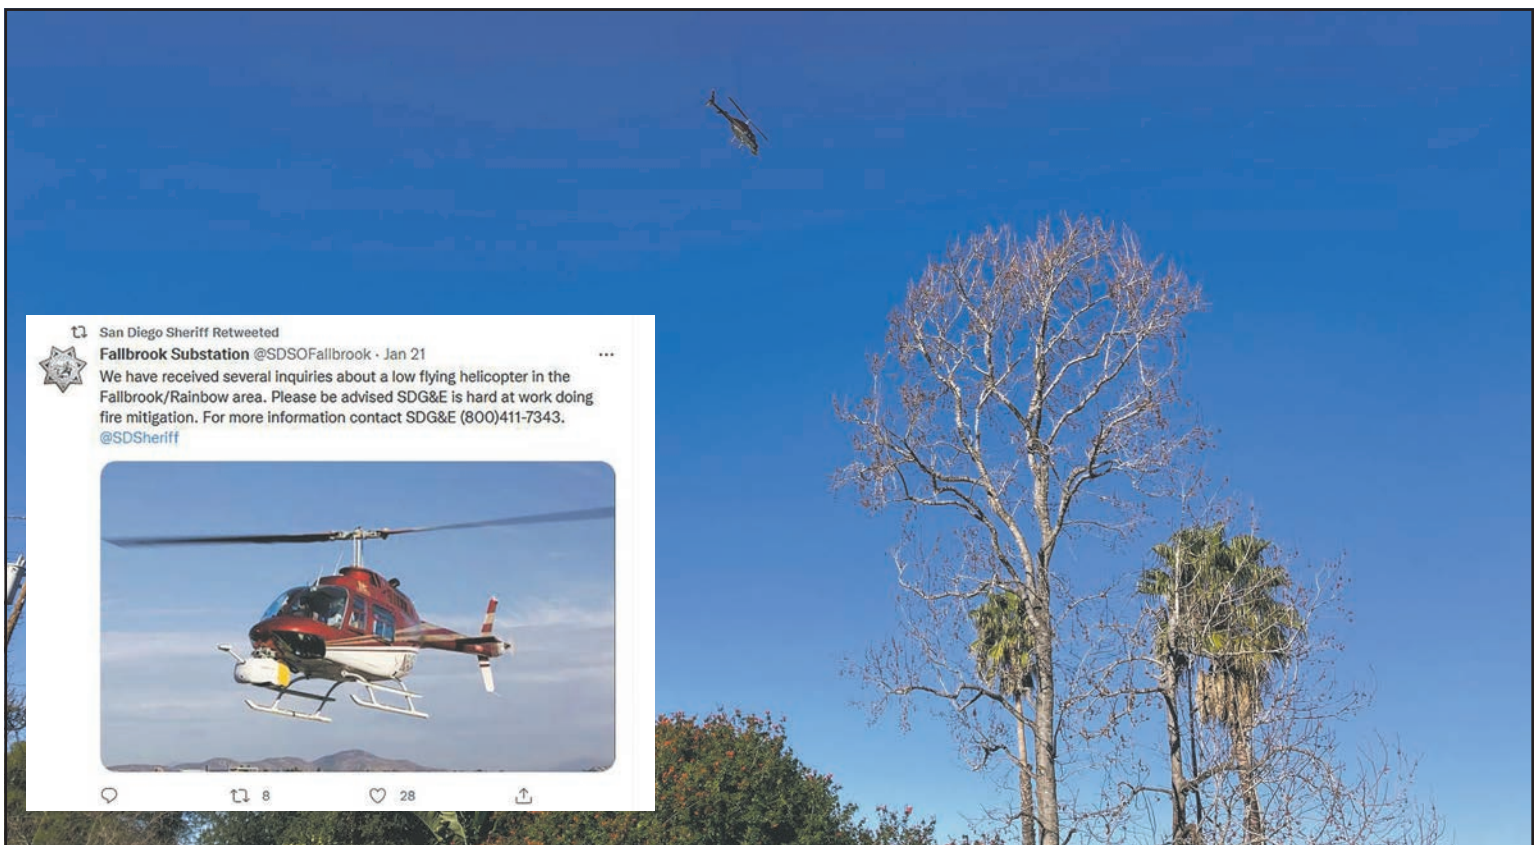 San Diego Sheriff Retweeted
Fallbrook Substation @SDSOFallbrook · Jan 21
We have received several inquiries about a low flying helicopter in the
Fallbrook/Rainbow area. Please be advised SDG&E is hard at work doing
fire mitigation. For more information contact SDG&E (800)411-7343.
@SDSheriff
8 28